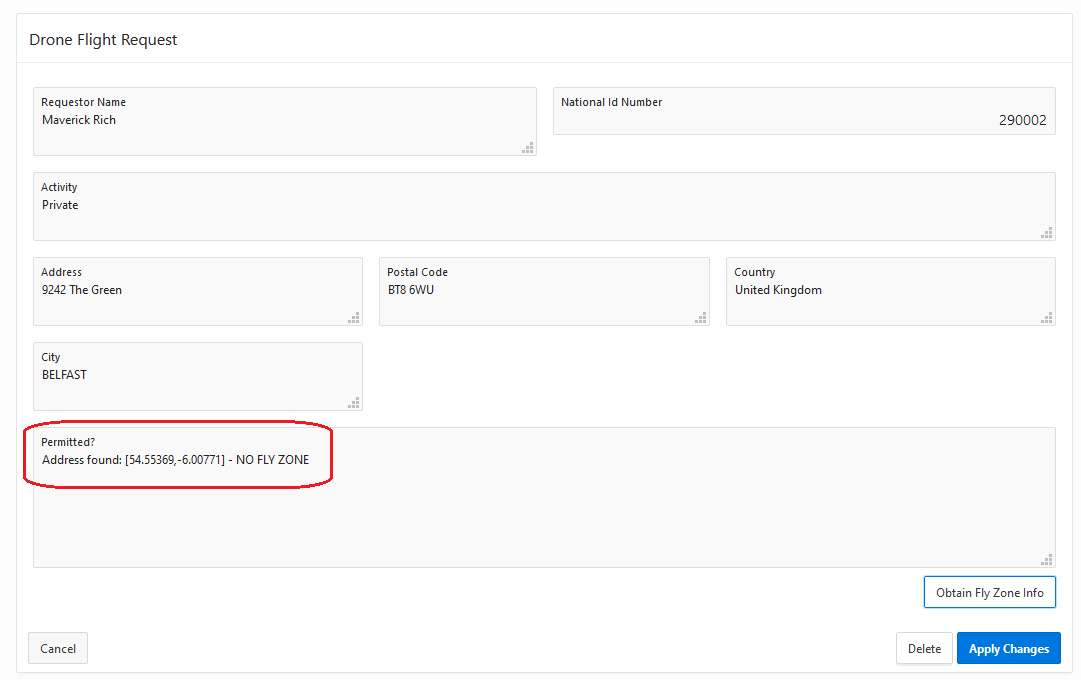 Drone Flight Request
Requestor Name
Maverick Rich
National Id Number
290002
Activity
Private
Address
9242 The Green
Postal Code
BT8 6WU
Country
United Kingdom
City
BELFAST
Permitted?
Address found: [54.55369,-6.00771] - NO FLY ZONE
Obtain Fly Zone Info
Cancel
Delete
Apply Changes